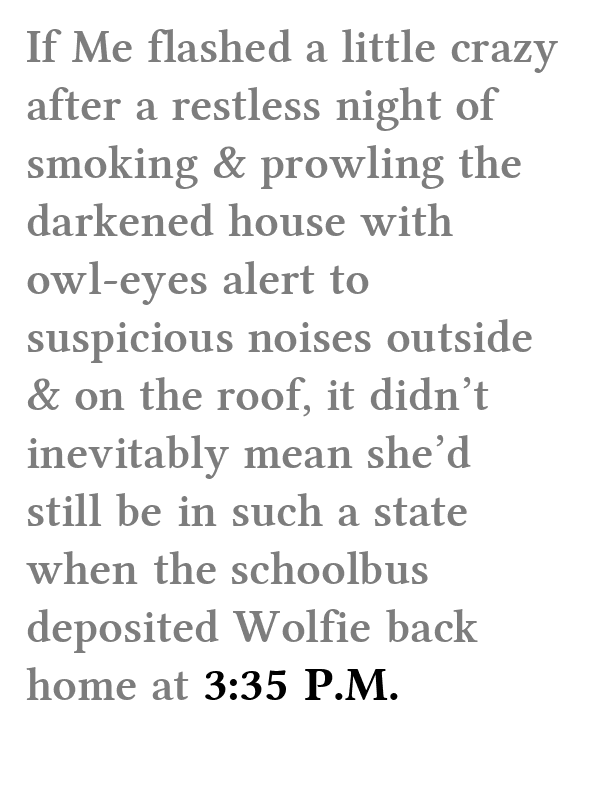 If Me flashed a little crazy
after a restless night of
smoking & prowling the
darkened house with
owl-eyes alert to
suspicious noises outside
& on the roof, it didn’t
inevitably mean she’d
still be in such a state
when the schoolbus
deposited Wolfie back
home at 3:35 P.M.